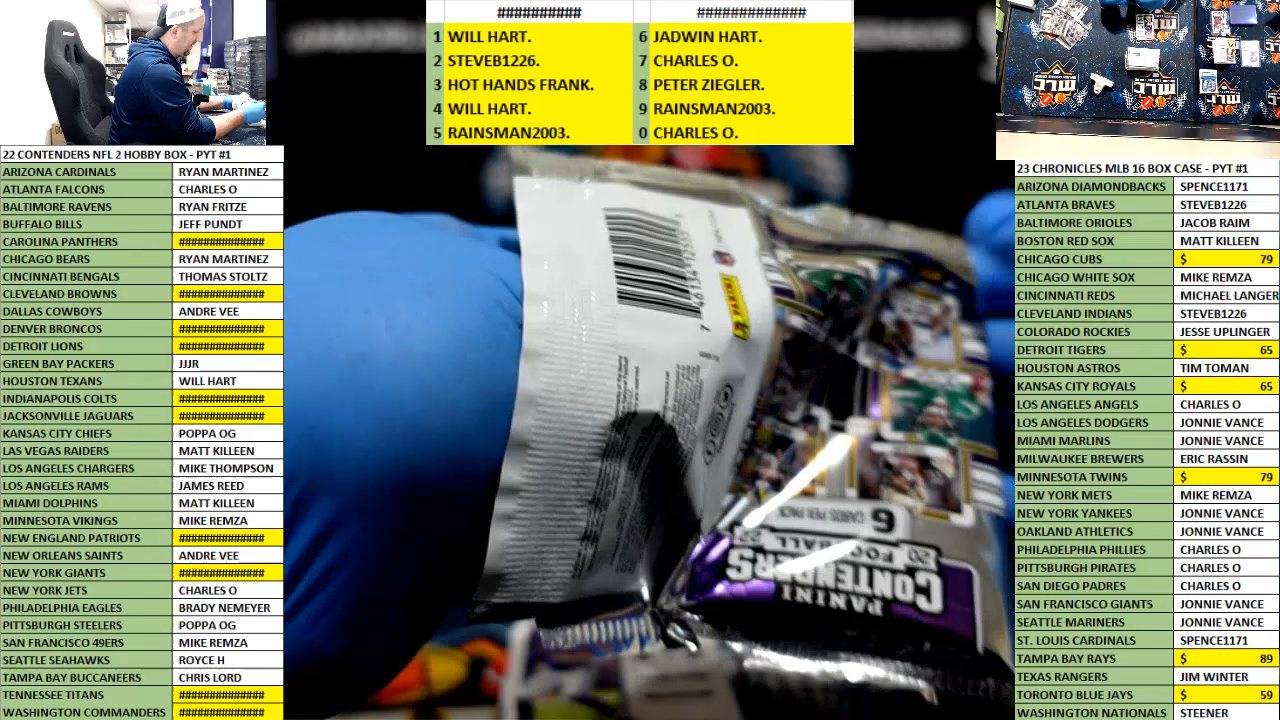 ##########
#############
1 WILL HART.
6 JADWIN HART.
2 STEVEB1226.
7 CHARLES O.
3 HOT HANDS FRANK.
8 PETER ZIEGLER.
4 WILL HART.
9 RAINSMAN2003.
5 RAINSMAN2003.
0 CHARLES O.
22 CONTENDERS NFL 2 HOBBY BOX - PYT #1
ARIZONA CARDINALS RYAN MARTINEZ
ATLANTA FALCONS CHARLES O
BALTIMORE RAVENS RYAN FRITZE
BUFFALO BILLS JEFF PUNDT
CAROLINA PANTHERS ##############
CHICAGO BEARS RYAN MARTINEZ
CINCINNATI BENGALS THOMAS STOLTZ
CLEVELAND BROWNS ##############
DALLAS COWBOYS ANDRE VEE
DENVER BRONCOS ##############
DETROIT LIONS ##############
GREEN BAY PACKERS JJJR
HOUSTON TEXANS WILL HART
INDIANAPOLIS COLTS ##############
JACKSONVILLE JAGUARS ##############
KANSAS CITY CHIEFS POPPA OG
LAS VEGAS RAIDERS MATT KILLEEN
LOS ANGELES CHARGERS MIKE THOMPSON
LOS ANGELES RAMS JAMES REED
MIAMI DOLPHINS MATT KILLEEN
MINNESOTA VIKINGS MIKE REMZA
NEW ENGLAND PATRIOTS ##############
NEW ORLEANS SAINTS ANDRE VEE
NEW YORK GIANTS ##############
NEW YORK JETS CHARLES O
PHILADELPHIA EAGLES BRADY NEMEYER
PITTSBURGH STEELERS POPPA OG
SAN FRANCISCO 49ERS MIKE REMZA
SEATTLE SEAHAWKS ROYCE H
TAMPA BAY BUCCANEERS CHRIS LORD
TENNESSEE TITANS ##############
WASHINGTON COMMANDERS ##############
PANINI
6 CARDS PER PACK
20 FOOTBALL 22
CONTENDERS
PANINI
23 CHRONICLES MLB 16 BOX CASE - PYT #1
ARIZONA DIAMONDBACKS SPENCE1171
ATLANTA BRAVES STEVEB1226
BALTIMORE ORIOLES JACOB RAIM
BOSTON RED SOX MATT KILLEEN
CHICAGO CUBS $ 79
CHICAGO WHITE SOX MIKE REMZA
CINCINNATI REDS MICHAEL LANGER
CLEVELAND INDIANS STEVEB1226
COLORADO ROCKIES JESSE UPLINGER
DETROIT TIGERS $ 65
HOUSTON ASTROS TIM TOMAN
KANSAS CITY ROYALS $ 65
LOS ANGELES ANGELS CHARLES O
LOS ANGELES DODGERS JONNIE VANCE
MIAMI MARLINS JONNIE VANCE
MILWAUKEE BREWERS ERIC RASSIN
MINNESOTA TWINS $ 79
NEW YORK METS MIKE REMZA
NEW YORK YANKEES JONNIE VANCE
OAKLAND ATHLETICS JONNIE VANCE
PHILADELPHIA PHILLIES CHARLES O
PITTSBURGH PIRATES CHARLES O
SAN DIEGO PADRES CHARLES O
SAN FRANCISCO GIANTS JONNIE VANCE
SEATTLE MARINERS JONNIE VANCE
ST. LOUIS CARDINALS SPENCE1171
TAMPA BAY RAYS $ 89
TEXAS RANGERS JIM WINTER
TORONTO BLUE JAYS $ 59
WASHINGTON NATIONALS STEENER